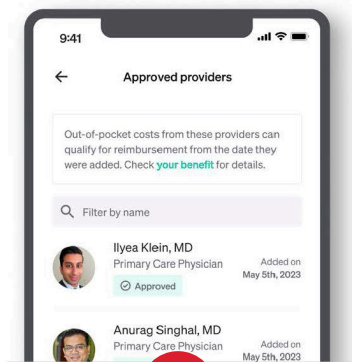 9:41
Approved providers
Out-of-pocket costs from these providers can
qualify for reimbursement from the date they
were added. Check your benefit for details.
Filter by name
Ilyea Klein, MD
Primary Care Physician
Added on
Approved
May 5th, 2023
Anurag Singhal, MD
Primary Care Physician
Added on
May 5th, 2023